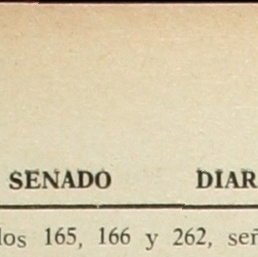 SENADO DIAR
los 165, 166 y 262, señ